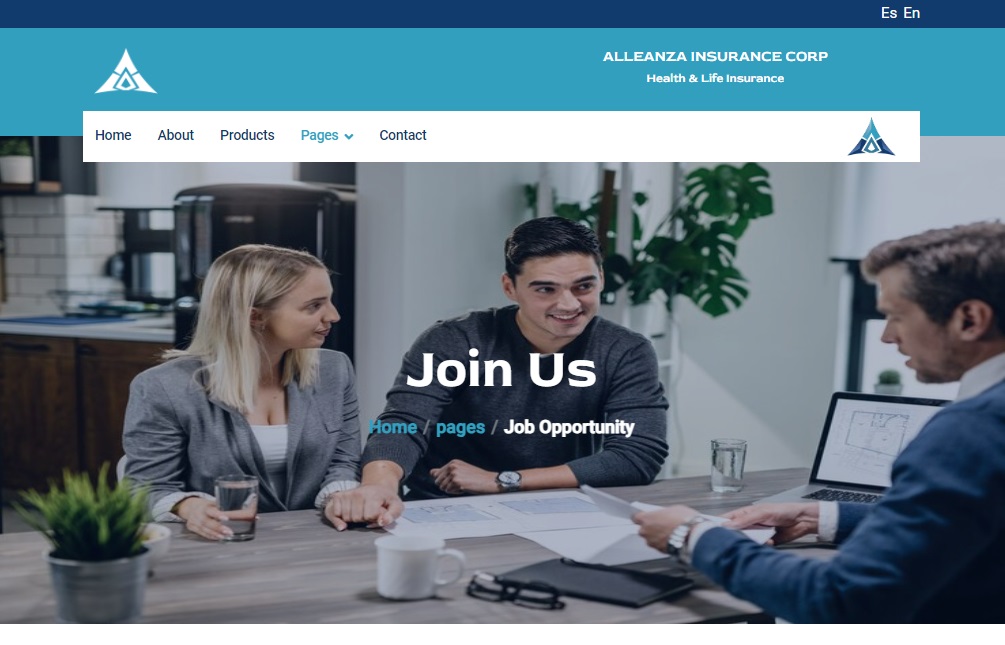 Es En
ALLEANZA INSURANCE CORP
Health & Life Insurance
Home About Products Pages Contact
Join Us
Home / pages / Job Opportunity